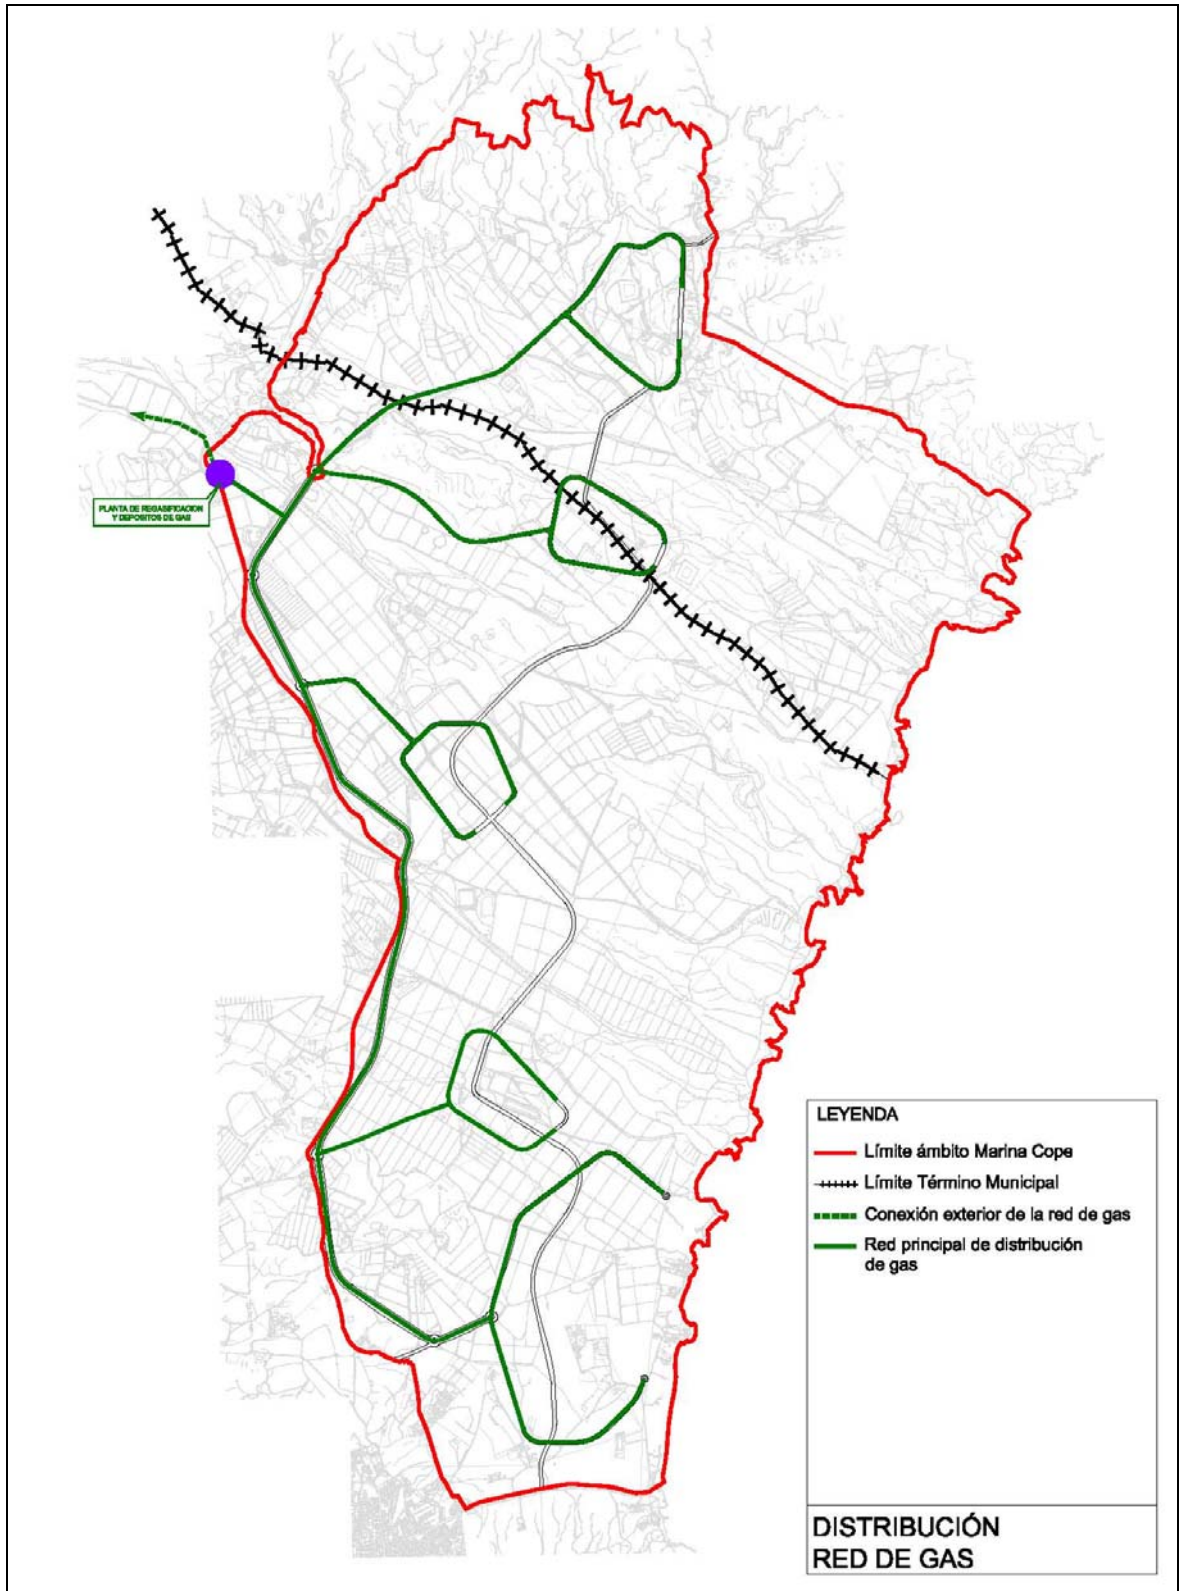 PLANTA DE REGASIFICACION
Y DEPOSITOS DE GAS
LEYENDA
Límite ámbito Marina Cope
Límite Término Municipal
Conexión exterior de la red de gas
Red principal de distribución
de gas
DISTRIBUCIÓN
RED DE GAS